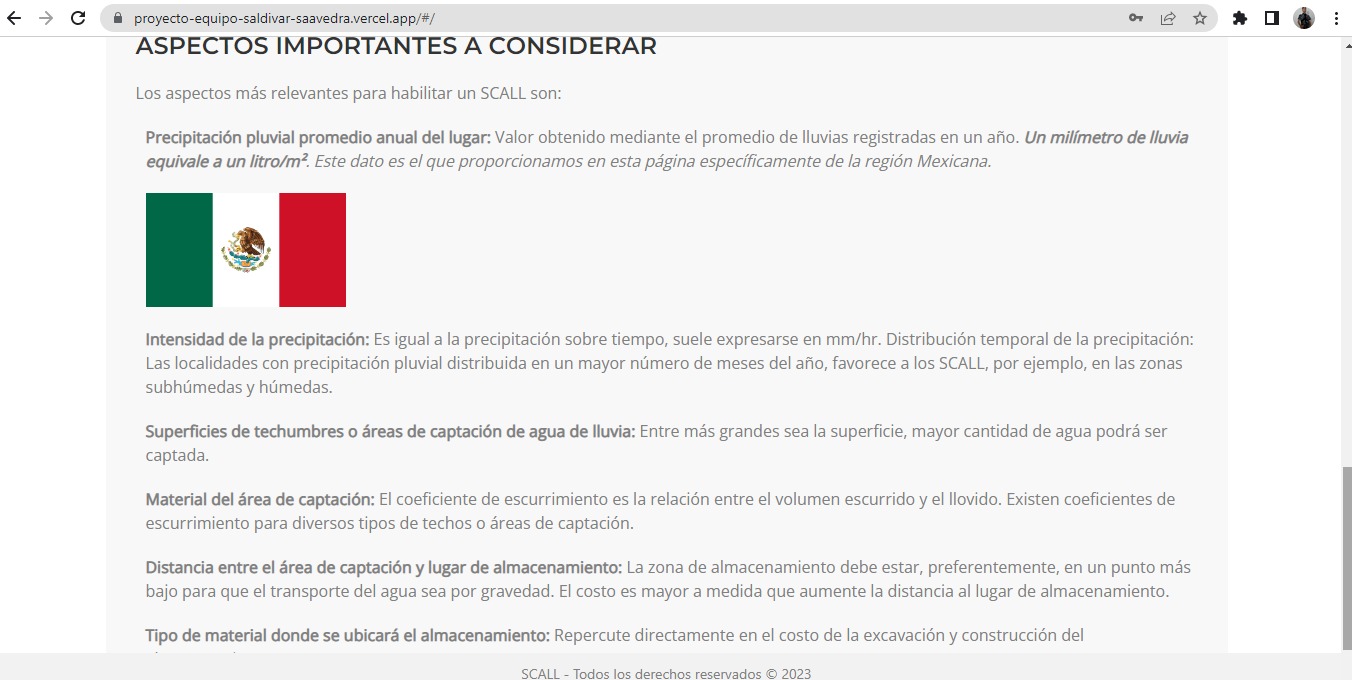 proyecto-equipo-saldivar-saavedra.vercel.app/#/
ASPECTOS IMPORTANTES A CONSIDERAR
Los aspectos más relevantes para habilitar un SCALL son:
Precipitación pluvial promedio anual del lugar: Valor obtenido mediante el promedio de lluvias registradas en un año. Un milímetro de lluvia
equivale a un litro/m². Este dato es el que proporcionamos en esta página específicamente de la región Mexicana.
Intensidad de la precipitación: Es igual a la precipitación sobre tiempo, suele expresarse en mm/hr. Distribución temporal de la precipitación:
Las localidades con precipitación pluvial distribuida en un mayor número de meses del año, favorece a los SCALL, por ejemplo, en las zonas
subhúmedas y húmedas.
Superficies de techumbres o áreas de captación de agua de lluvia: Entre más grandes sea la superficie, mayor cantidad de agua podrá ser
captada.
Material del área de captación: El coeficiente de escurrimiento es la relación entre el volumen escurrido y el llovido. Existen coeficientes de
escurrimiento para diversos tipos de techos o áreas de captación.
Distancia entre el área de captación y lugar de almacenamiento: La zona de almacenamiento debe estar, preferentemente, en un punto más
bajo para que el transporte del agua sea por gravedad. El costo es mayor a medida que aumente la distancia al lugar de almacenamiento.
Tipo de material donde se ubicará el almacenamiento: Repercute directamente en el costo de la excavación y construcción del
SCALL - Todos los derechos reservados © 2023